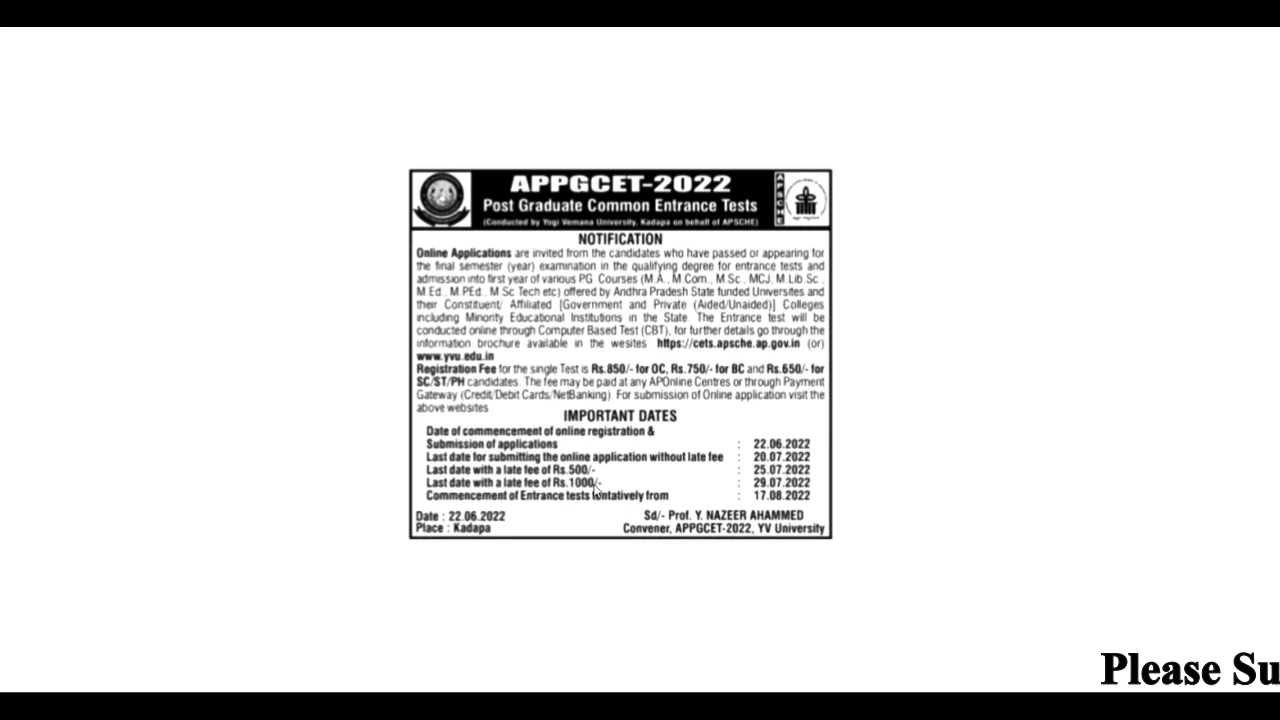 APPGCET-2022
Post Graduate Common Entrance Tests
(Conducted by Yogi Vemana University, Kadapa on behalf of APSCHE)
APSCHE
NOTIFICATION
Online Applications are invited from the candidates who have passed or appearing for
the final semester (year) examination in the qualifying degree for entrance tests and
admission into first year of various PG Courses (M.A., M.Com., M.Sc., MCJ, M.Lib.Sc.,
M.Ed., M.PEd., M.Sc Tech etc) offered by Andhra Pradesh State funded Universites and
their Constituent/ Affiliated [Government and Private (Aided/Unaided)] Colleges
including Minority Educational Institutions in the State. The Entrance test will be
conducted online through Computer Based Test (CBT), for further details go through the
information brochure available in the wesites https://cets.apsche.ap.gov.in (or)
www.yvu.edu.in
Registration Fee for the single Test is Rs.850/- for OC, Rs.750/- for BC and Rs.650/- for
SC/ST/PH candidates. The fee may be paid at any APOnline Centres or through Payment
Gateway (Credit/Debit Cards/NetBanking). For submission of Online application visit the
above websites.
IMPORTANT DATES
Date of commencement of online registration &
Submission of applications : 22.06.2022
Last date for submitting the online application without late fee : 20.07.2022
Last date with a late fee of Rs.500/- : 25.07.2022
Last date with a late fee of Rs.1000/- : 29.07.2022
Commencement of Entrance tests tentatively from : 17.08.2022
Date : 22.06.2022 Sd/- Prof. Y. NAZEER AHAMMED
Place : Kadapa Convener, APPGCET-2022, YV University
Please Su